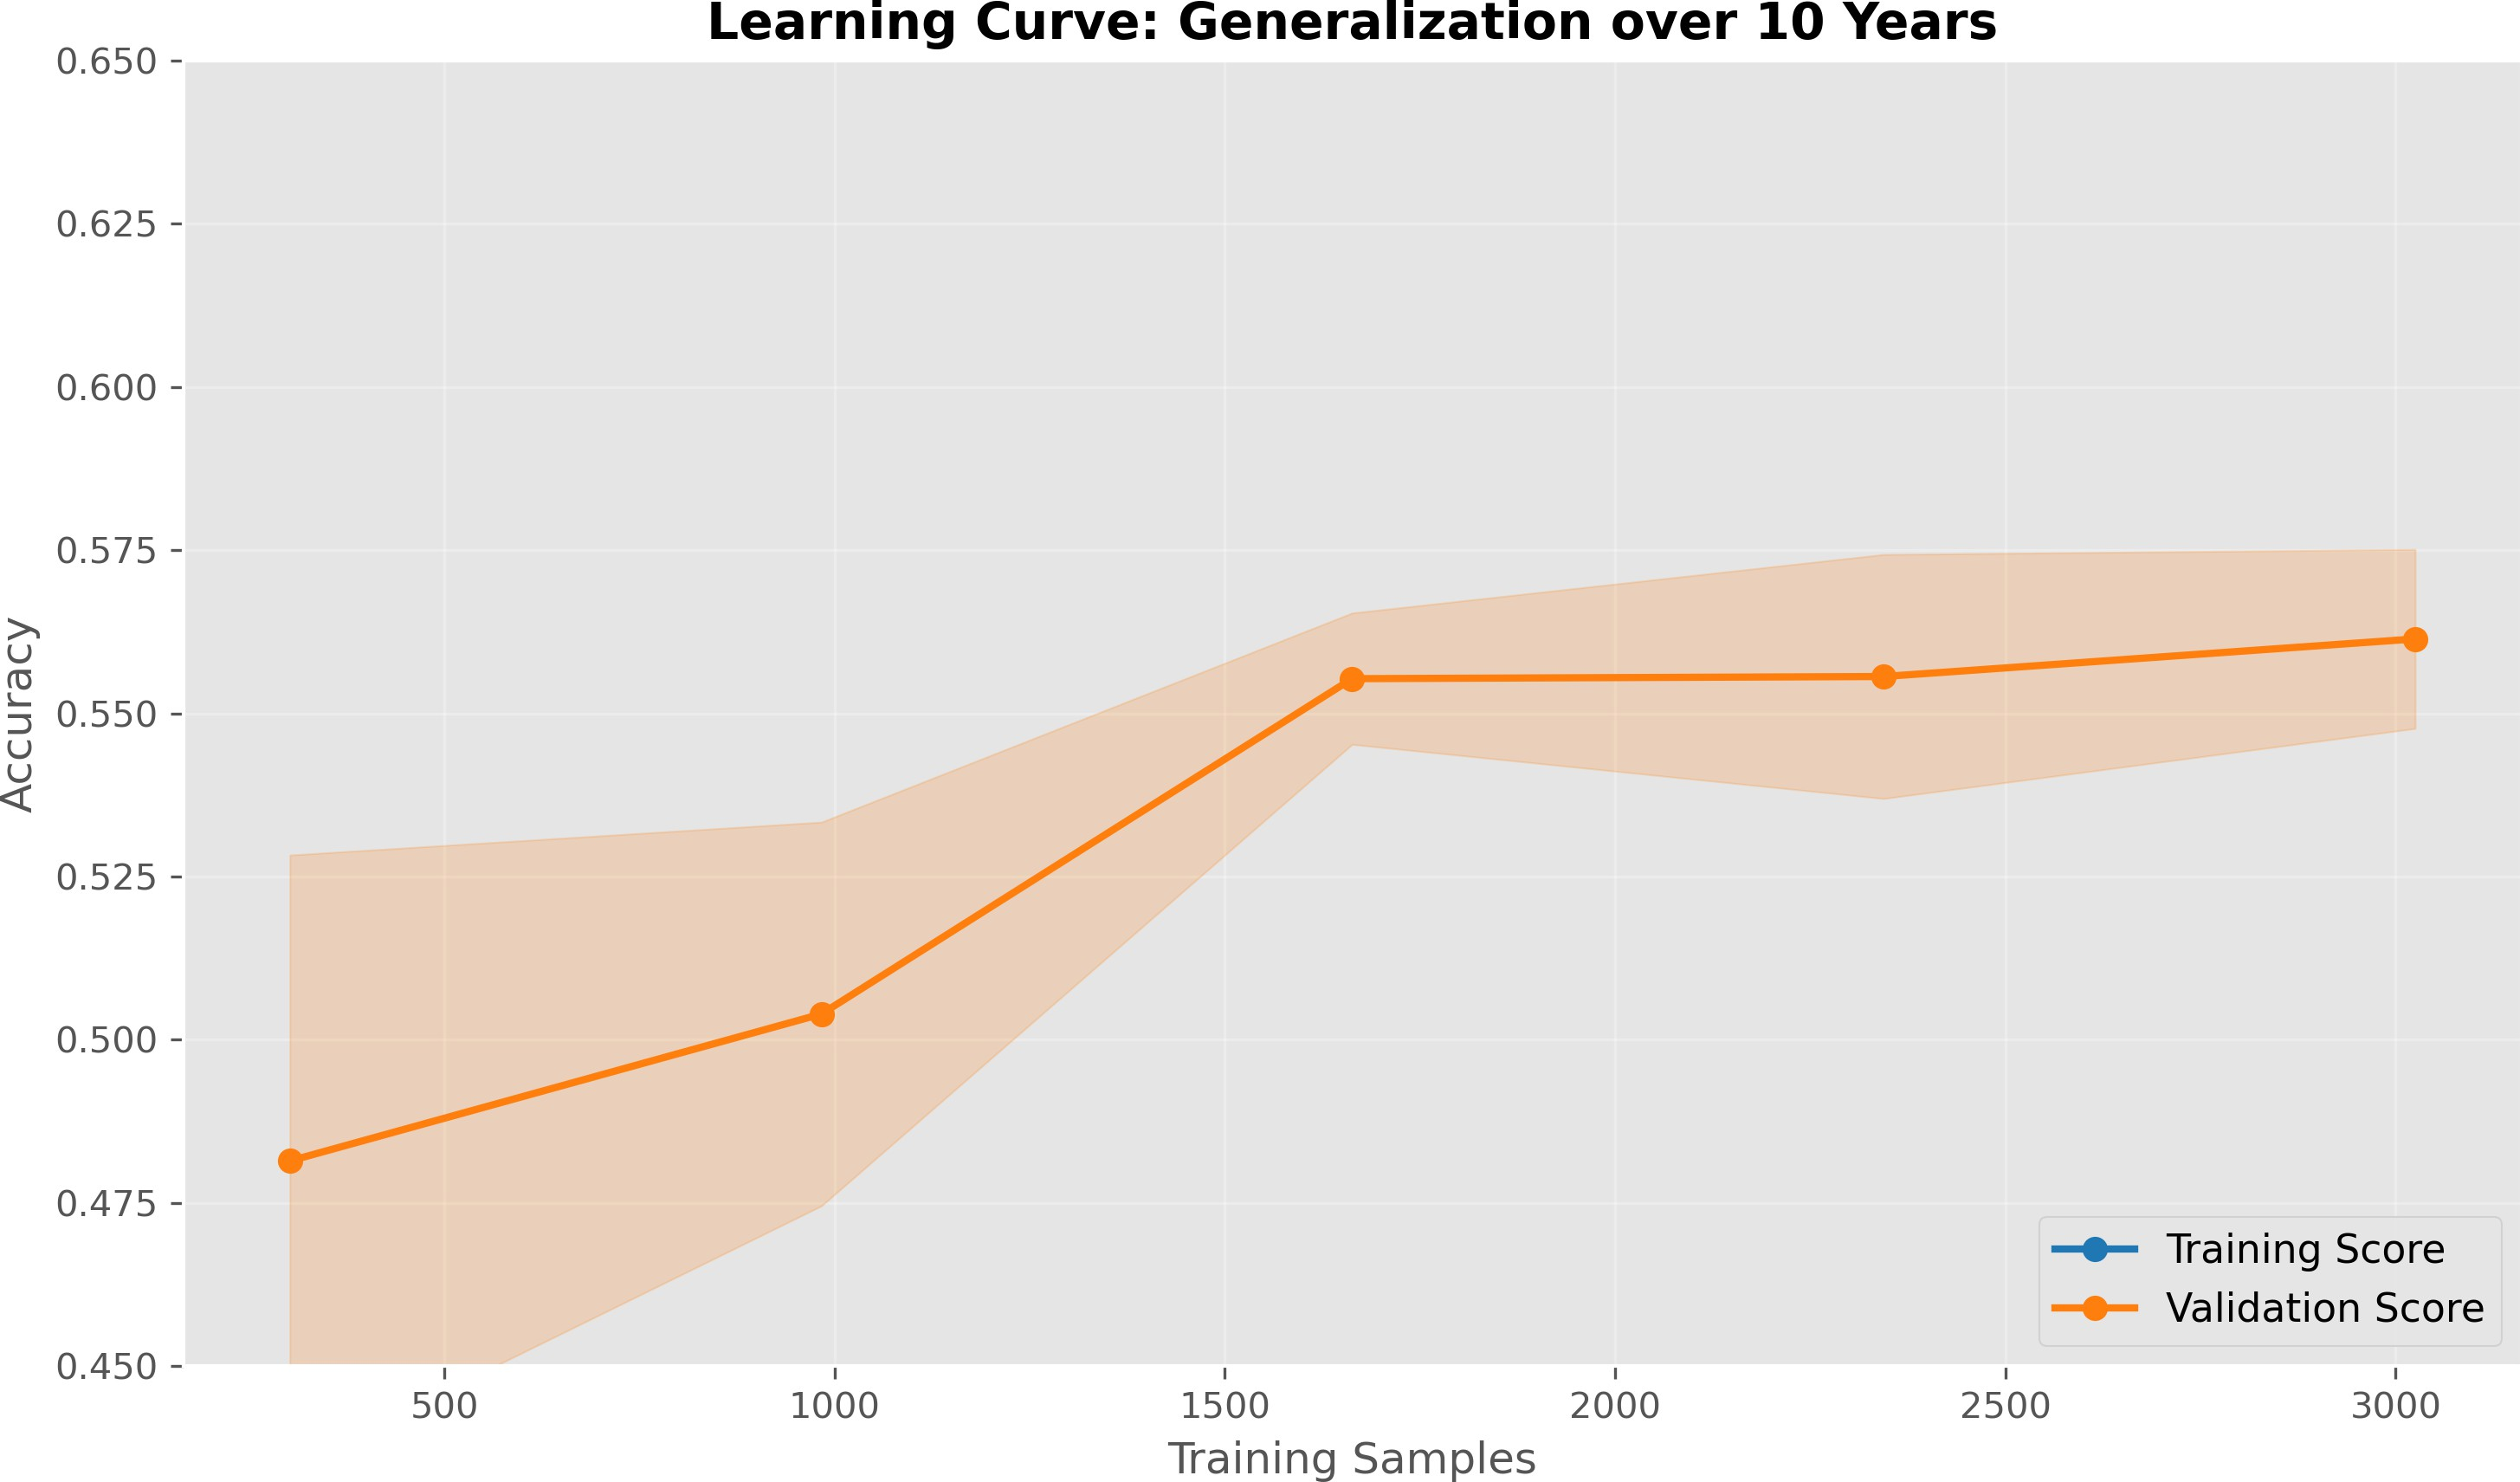 Learning Curve: Generalization over 10 Years
0.650
0.625
0.600
0.575
0.550
0.525
0.500
0.475
0.450
Accuracy
500 1000 1500 2000 2500 3000
Training Samples
Training Score
Validation Score